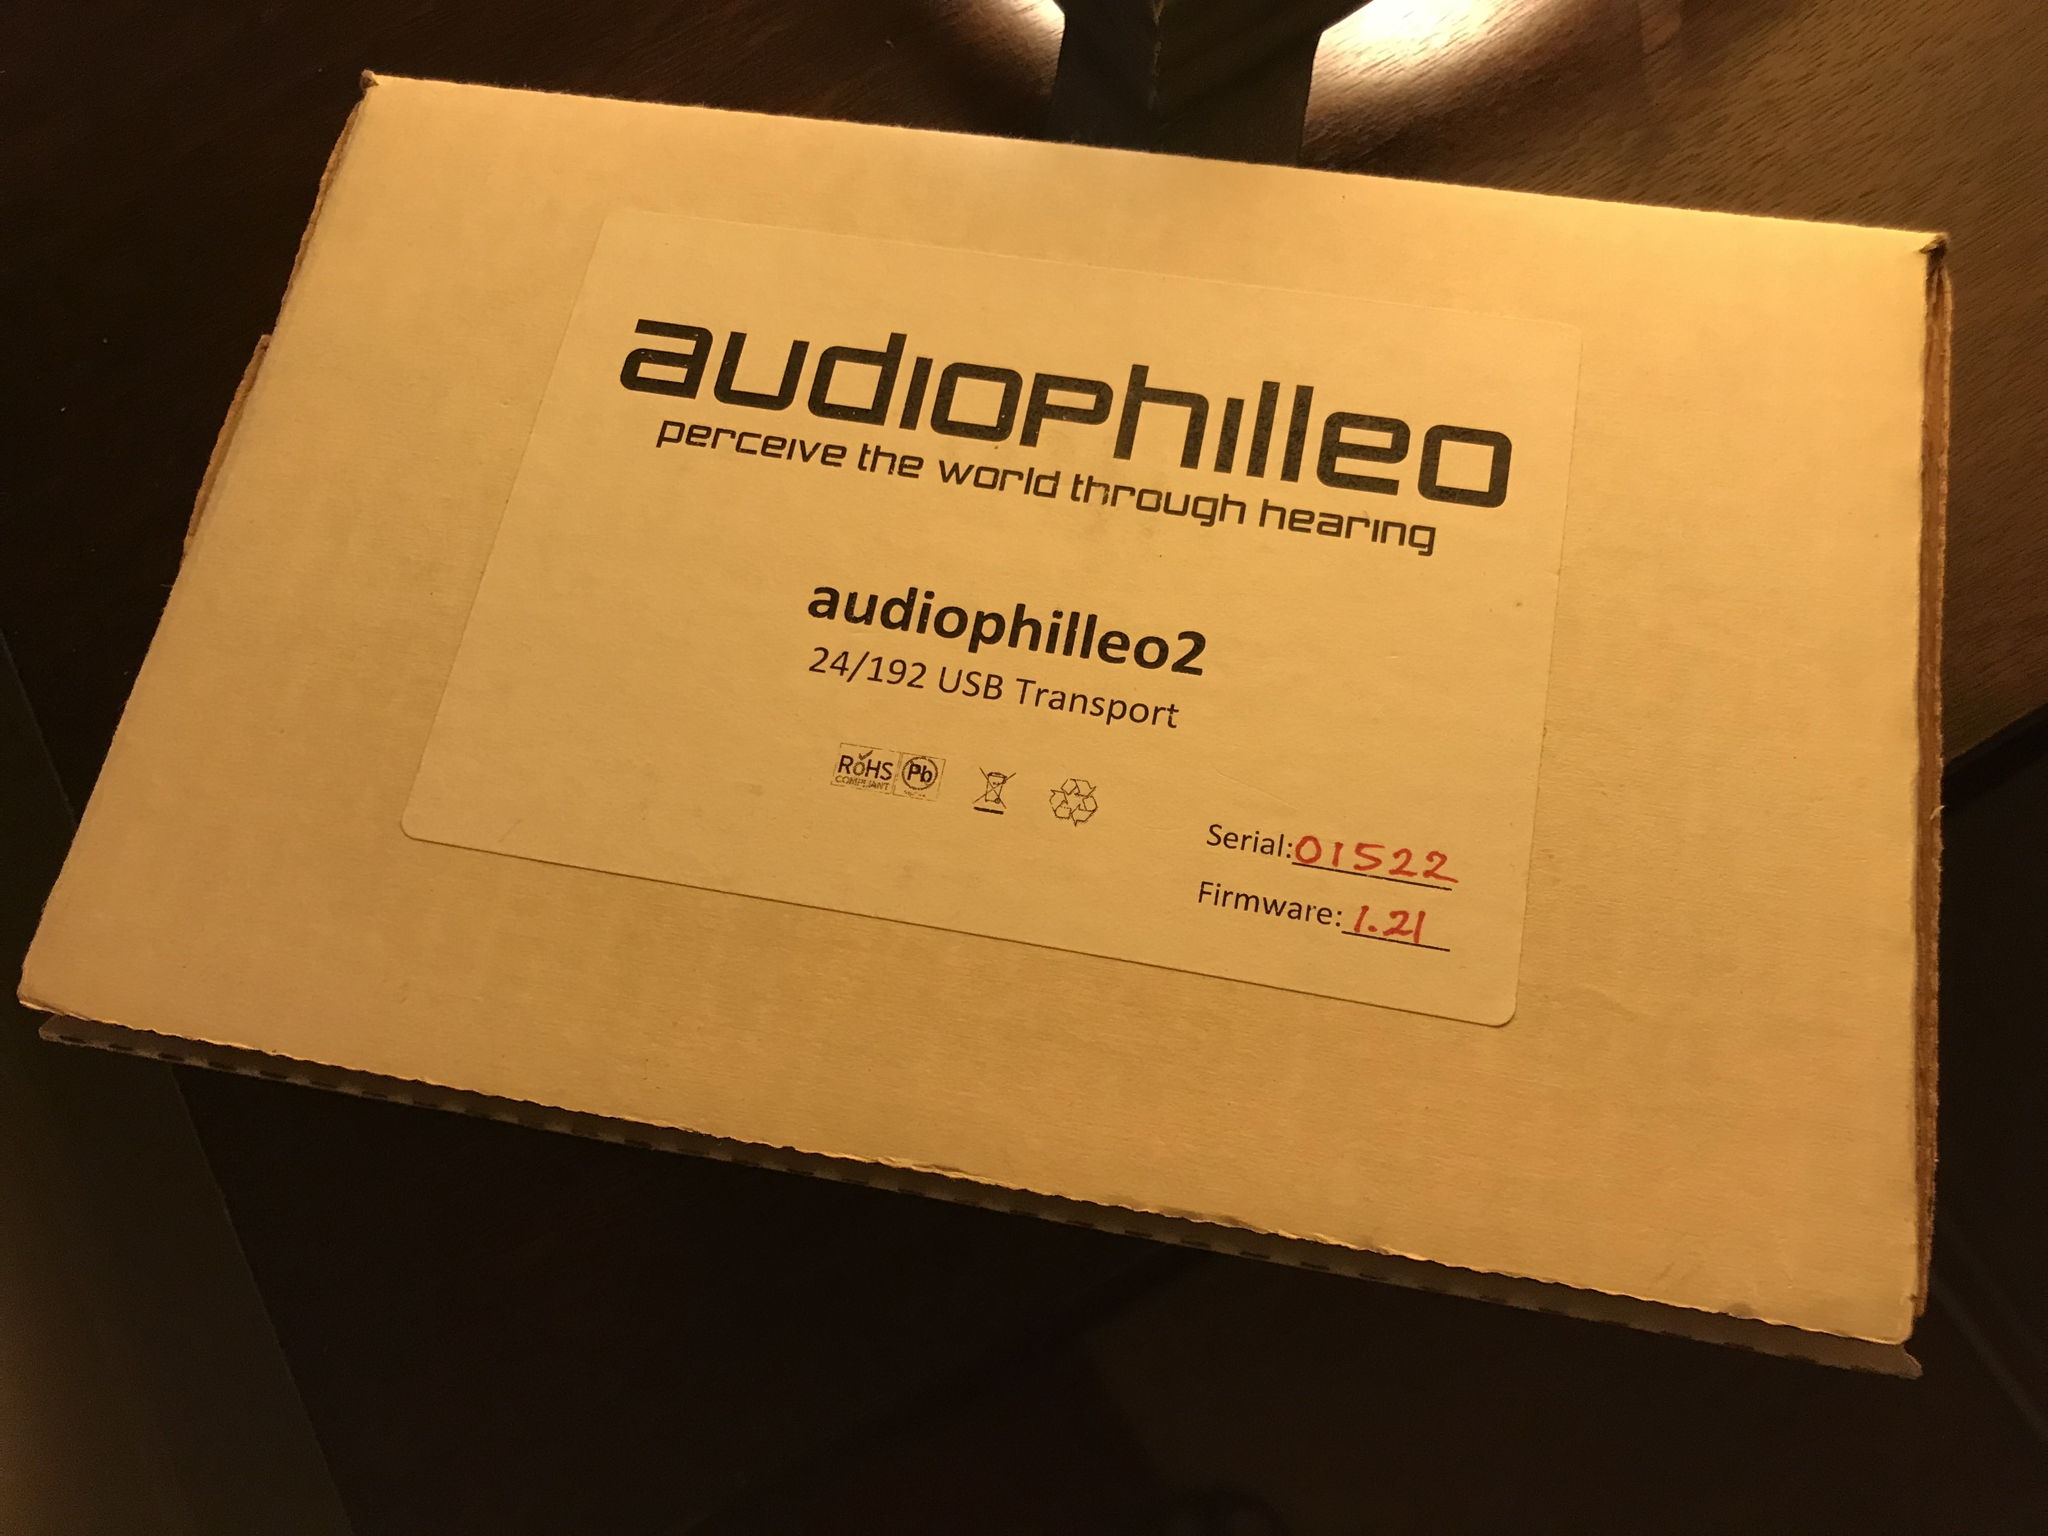 audiophilleo
perceive the world through hearing
audiophilleo2
24/192 USB Transport
RoHS
COMPLIANT
Pb
Serial: 01522
Firmware: 1.21